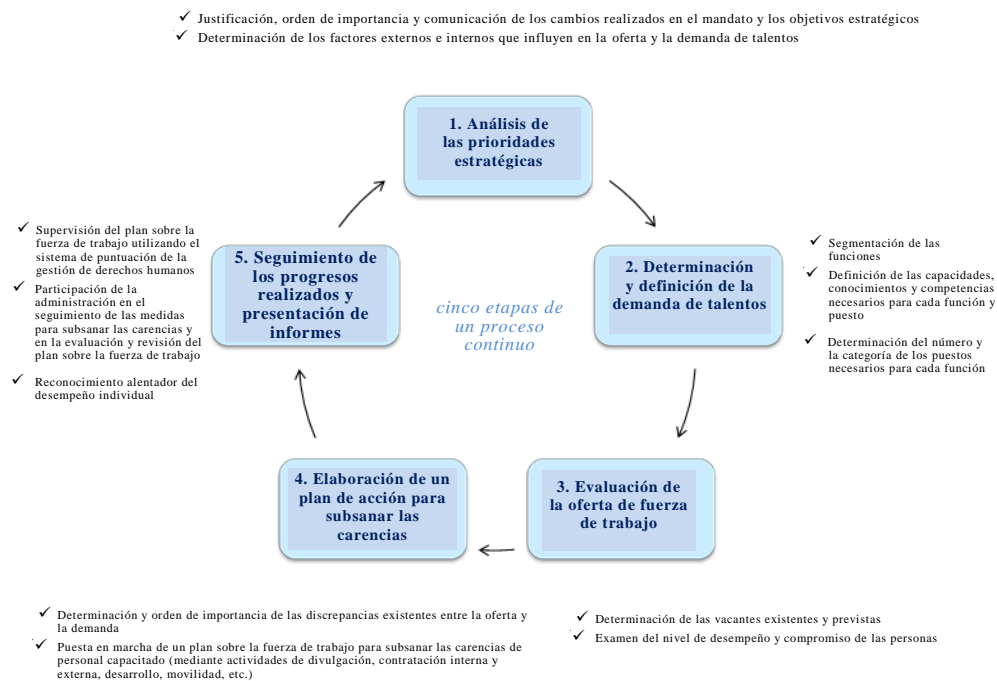 ✓ Justificación, orden de importancia y comunicación de los cambios realizados en el mandato y los objetivos estratégicos
✓ Determinación de los factores externos e internos que influyen en la oferta y la demanda de talentos
1. Análisis de
las prioridades
estratégicas
2. Determinación
y definición de la
demanda de talentos
✓ Segmentación de las
funciones
✓ Definición de las capacidades,
conocimientos y competencias
necesarios para cada función y
puesto
✓ Determinación del número y
la categoría de los puestos
necesarios para cada función
3. Evaluación de
la oferta de fuerza
de trabajo
✓ Determinación de las vacantes existentes y previstas
✓ Examen del nivel de desempeño y compromiso de las personas
4. Elaboración de un
plan de acción para
subsanar las
carencias
✓ Determinación y orden de importancia de las discrepancias existentes entre la oferta y
la demanda
✓ Puesta en marcha de un plan sobre la fuerza de trabajo para subsanar las carencias de
personal capacitado (mediante actividades de divulgación, contratación interna y
externa, desarrollo, movilidad, etc.)
5. Seguimiento de
los progresos
realizados y
presentación de
informes
✓ Supervisión del plan sobre la
fuerza de trabajo utilizando el
sistema de puntuación de la
gestión de derechos humanos
✓ Participación de la
administración en el
seguimiento de las medidas
para subsanar las carencias y
en la evaluación y revisión del
plan sobre la fuerza de trabajo
✓ Reconocimiento alentador del
desempeño individual
cinco etapas de
un proceso
continuo